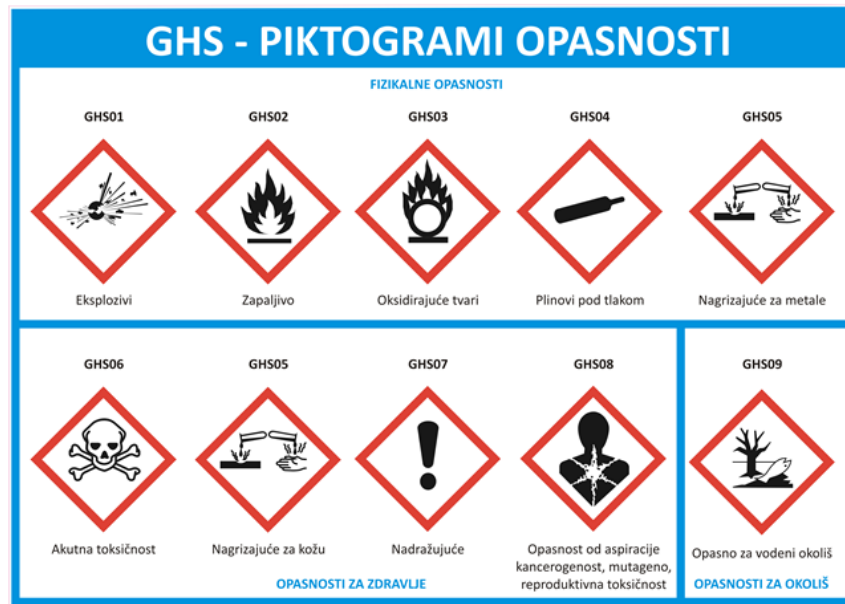 GHS - PIKTOGRAMI OPASNOSTI
FIZIKALNE OPASNOSTI
GHS01
GHS02
GHS03
GHS04
GHS05
Eksplozivi
Zapaljivo
Oksidirajuće tvari
Plinovi pod tlakom
Nagrizajuće za metale
GHS06
GHS05
GHS07
GHS08
Akutna toksičnost
Nagrizajuće za kožu
Nadražujuće
Opasnost od aspiracije
kancerogenost, mutageno,
reproduktivna toksičnost
OPASNOSTI ZA ZDRAVLJE
GHS09
Opasno za vodeni okoliš
OPASNOSTI ZA OKOLIŠ